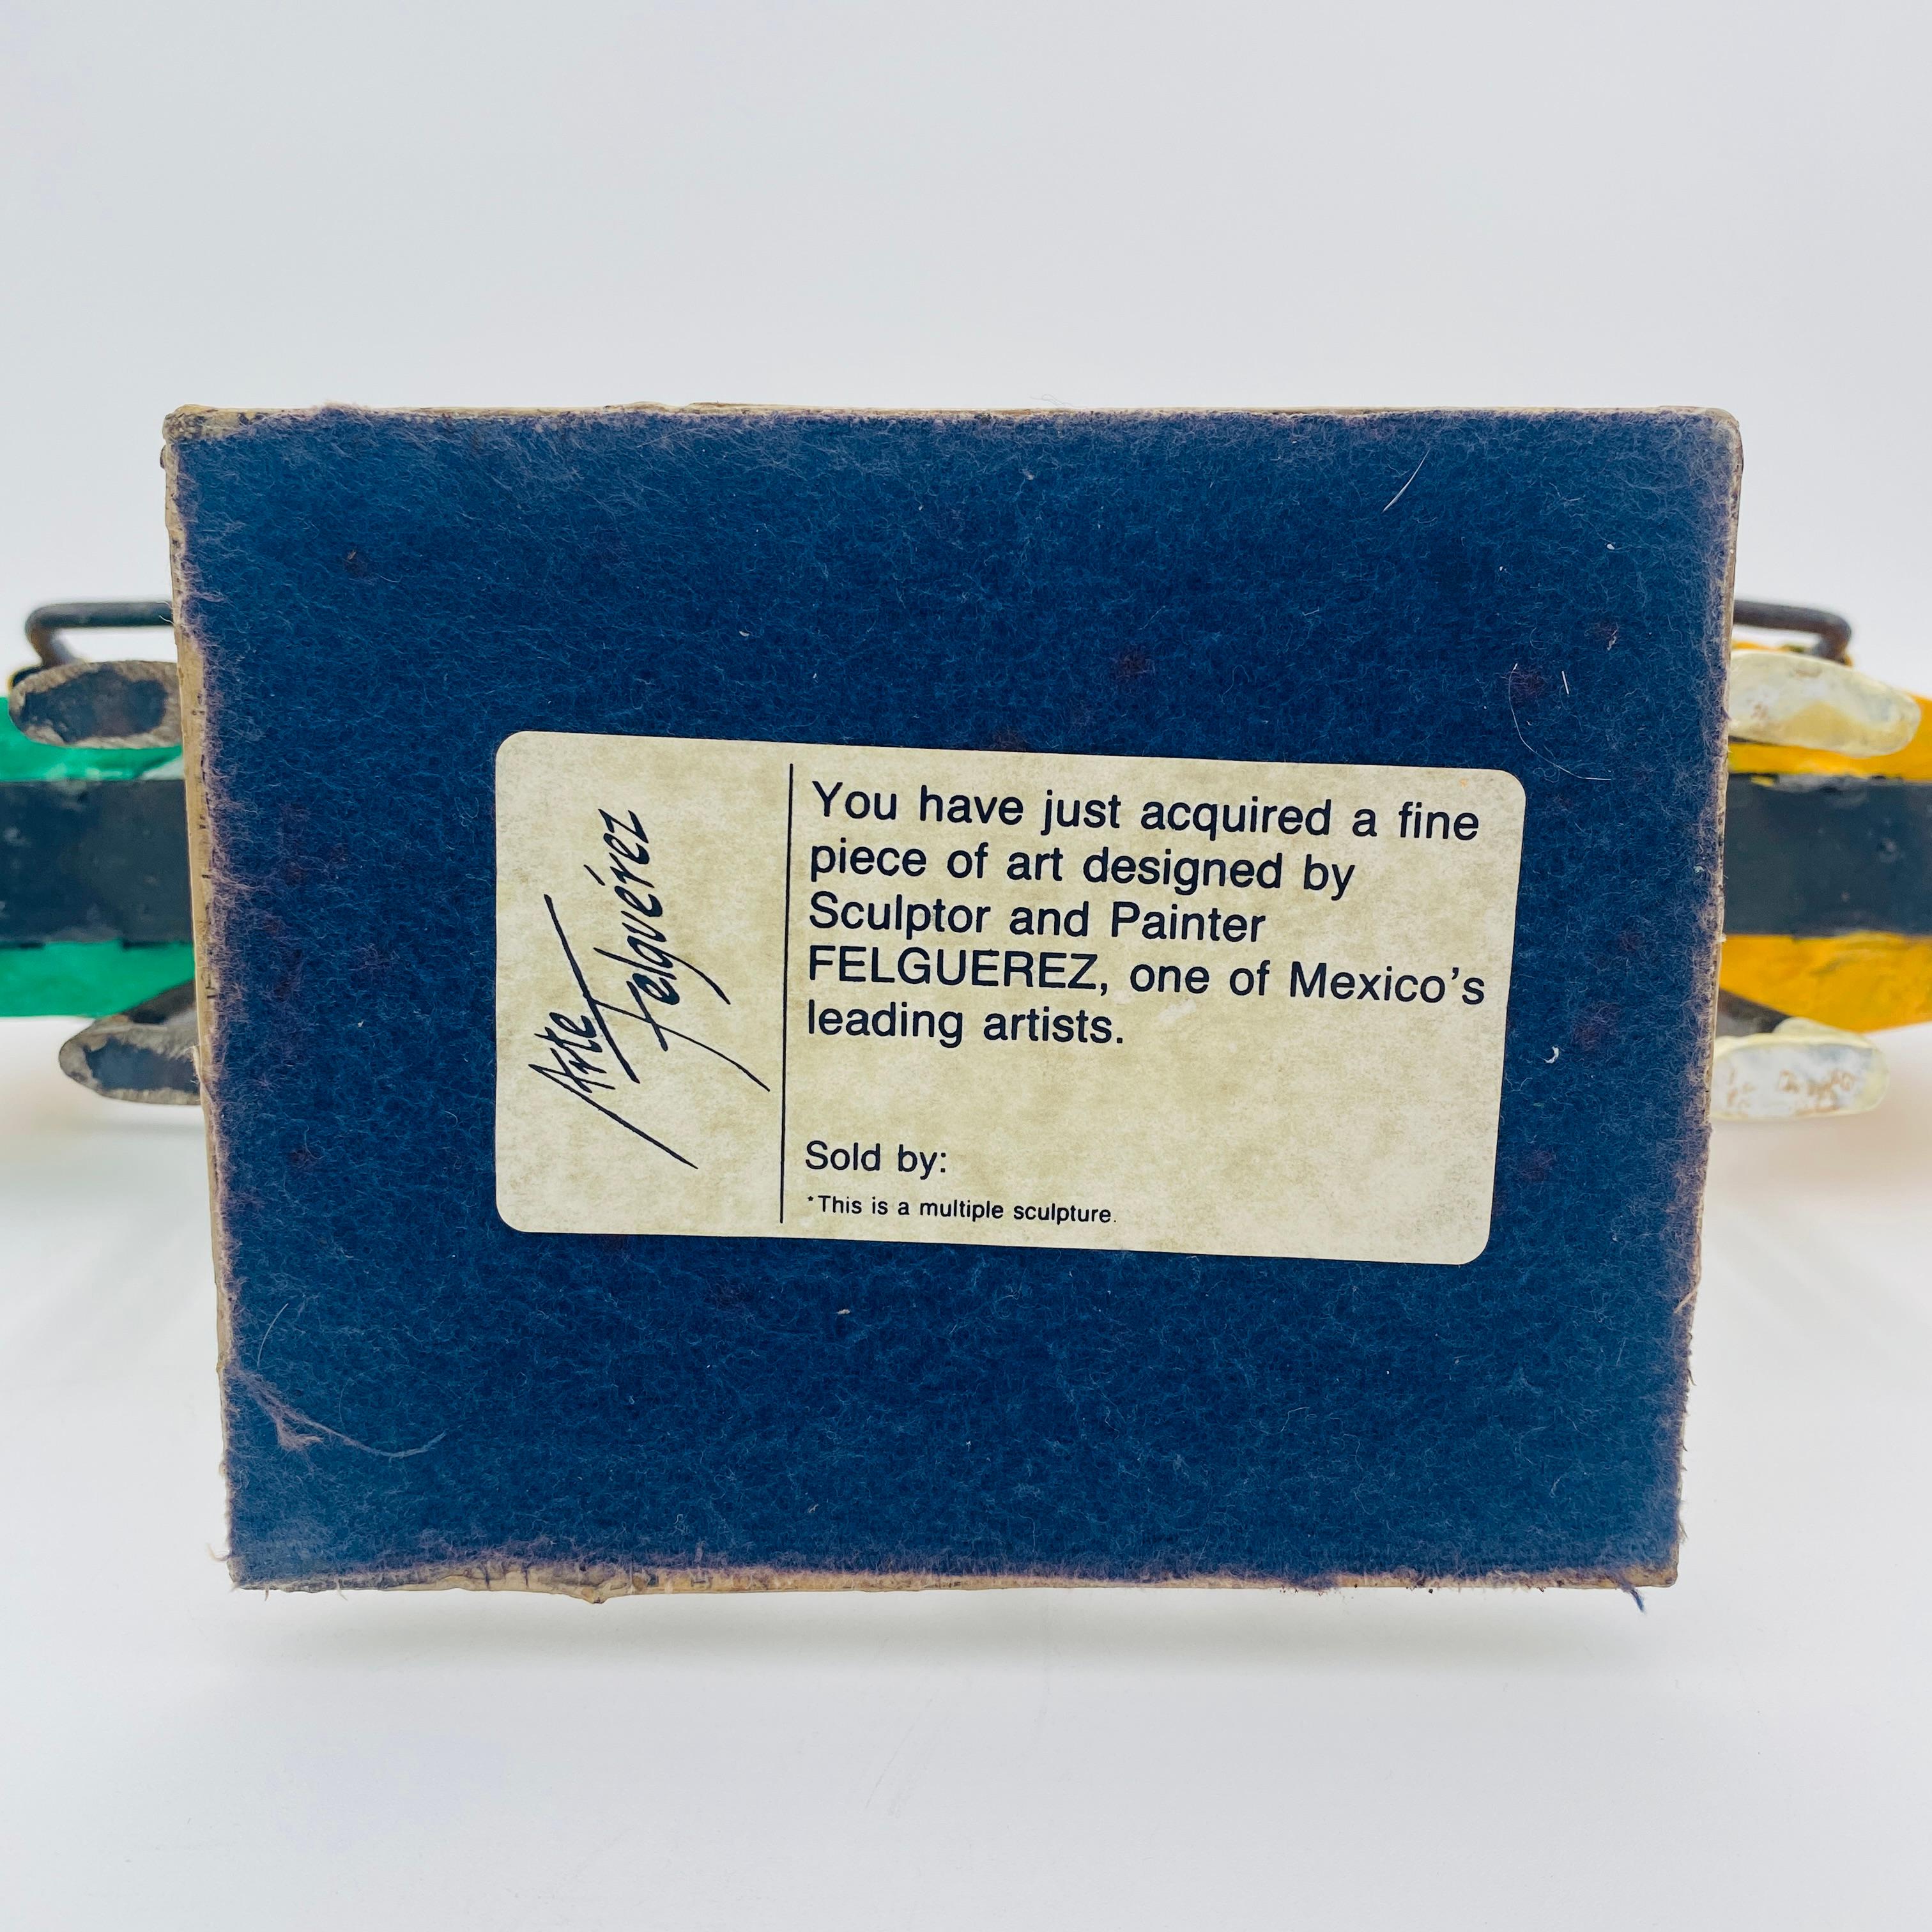 Arte
Felguérez
You have just acquired a fine
piece of art designed by
Sculptor and Painter
FELGUEREZ, one of Mexico's
leading artists.
Sold by:
*This is a multiple sculpture.